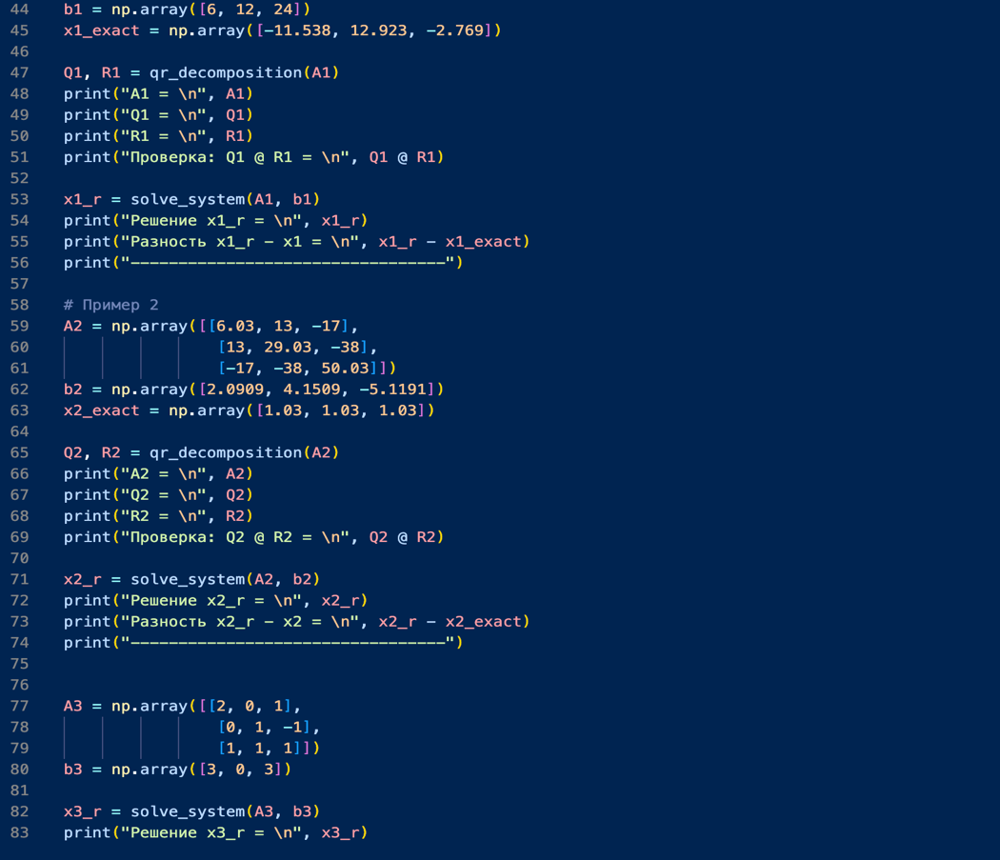 44 b1 = np.array([6, 12, 24])
45 x1_exact = np.array([-11.538, 12.923, -2.769])
46
47 Q1, R1 = qr_decomposition(A1)
48 print("A1 = \n", A1)
49 print("Q1 = \n", Q1)
50 print("R1 = \n", R1)
51 print("Проверка: Q1 @ R1 = \n", Q1 @ R1)
52
53 x1_r = solve_system(A1, b1)
54 print("Решение x1_r = \n", x1_r)
55 print("Разность x1_r - x1 = \n", x1_r - x1_exact)
56 print("---------------------------------")
57
58 # Пример 2
59 A2 = np.array([[6.03, 13, -17],
60 [13, 29.03, -38],
61 [-17, -38, 50.03]])
62 b2 = np.array([2.0909, 4.1509, -5.1191])
63 x2_exact = np.array([1.03, 1.03, 1.03])
64
65 Q2, R2 = qr_decomposition(A2)
66 print("A2 = \n", A2)
67 print("Q2 = \n", Q2)
68 print("R2 = \n", R2)
69 print("Проверка: Q2 @ R2 = \n", Q2 @ R2)
70
71 x2_r = solve_system(A2, b2)
72 print("Решение x2_r = \n", x2_r)
73 print("Разность x2_r - x2 = \n", x2_r - x2_exact)
74 print("---------------------------------")
75
76
77 A3 = np.array([[2, 0, 1],
78 [0, 1, -1],
79 [1, 1, 1]])
80 b3 = np.array([3, 0, 3])
81
82 x3_r = solve_system(A3, b3)
83 print("Решение x3_r = \n", x3_r)